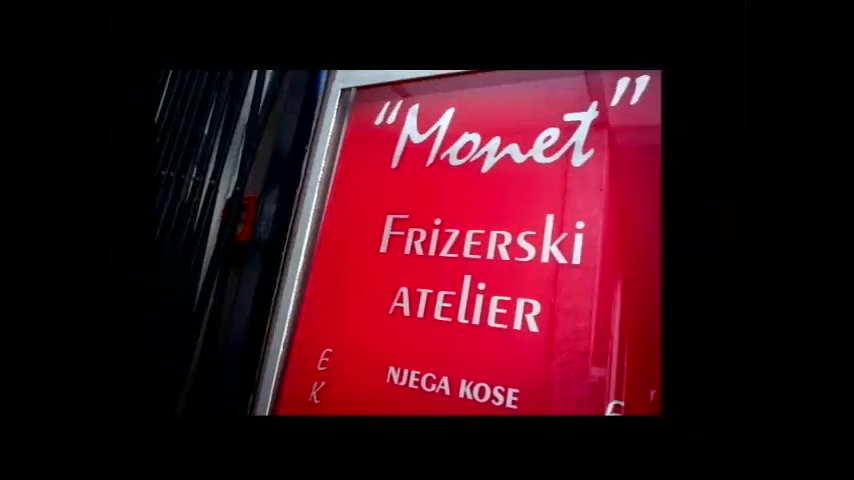 "Monet"
FRIZERSki
ATEliER
NJEGA KOSE
E
K